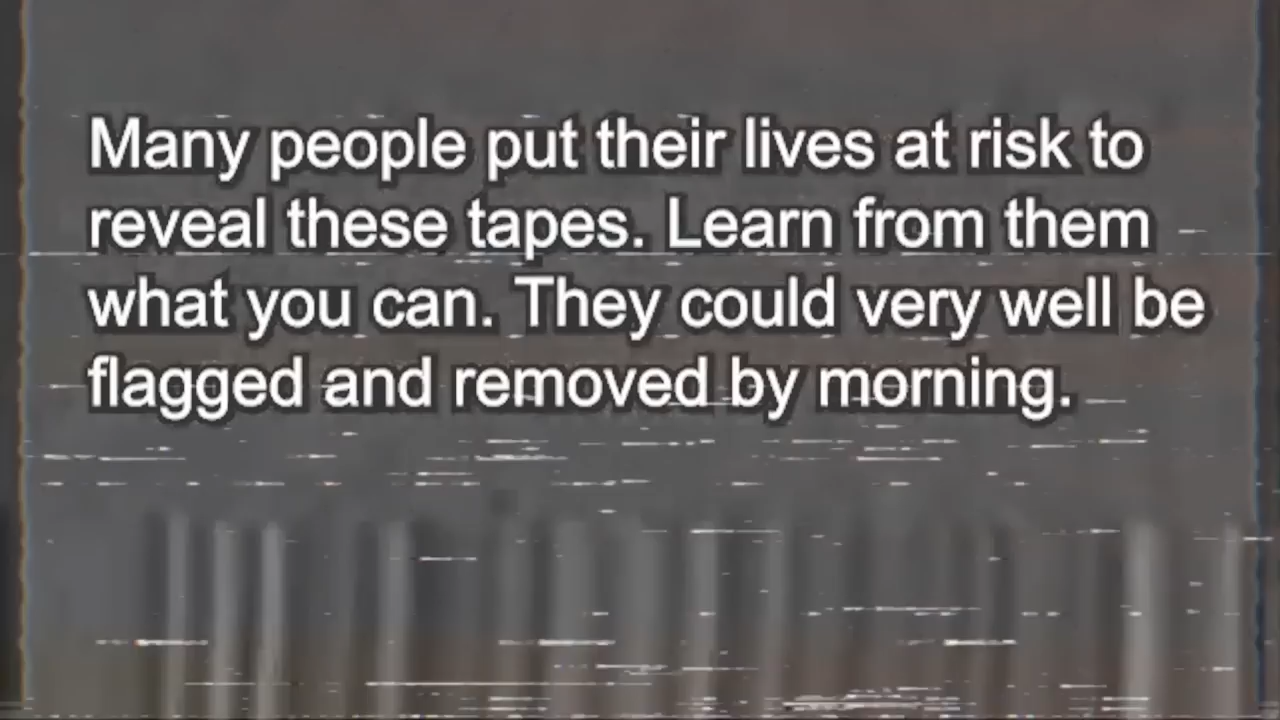 Many people put their lives at risk to
reveal these tapes. Learn from them
what you can. They could very well be
flagged and removed by morning.